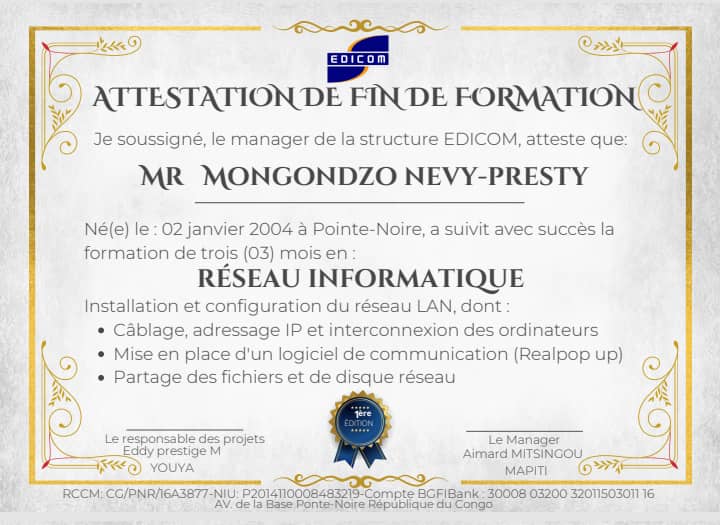 EDICOM
ATTESTATION DE FIN DE FORMATION
Je soussigné, le manager de la structure EDICOM, atteste que:
Mr Mongondzo nevy-presty
Né(e) le : 02 janvier 2004 à Pointe-Noire, a suivit avec succès la
formation de trois (03) mois en :
RÉSEAU INFORMATIQUE
Installation et configuration du réseau LAN, dont :
• Câblage, adressage IP et interconnexion des ordinateurs
• Mise en place d'un logiciel de communication (Realpop up)
• Partage des fichiers et de disque réseau
1ère
ÉDITION
Le responsable des projets
Eddy prestige M
YOUYA
Le Manager
Aimard MITSINGOU
MAPITI
RCCM: CG/PNR/16A3877-NIU: P2014110008483219-Compte BGFIBank : 30008 03200 32011503011 16
AV. de la Base Ponte-Noire République du Congo